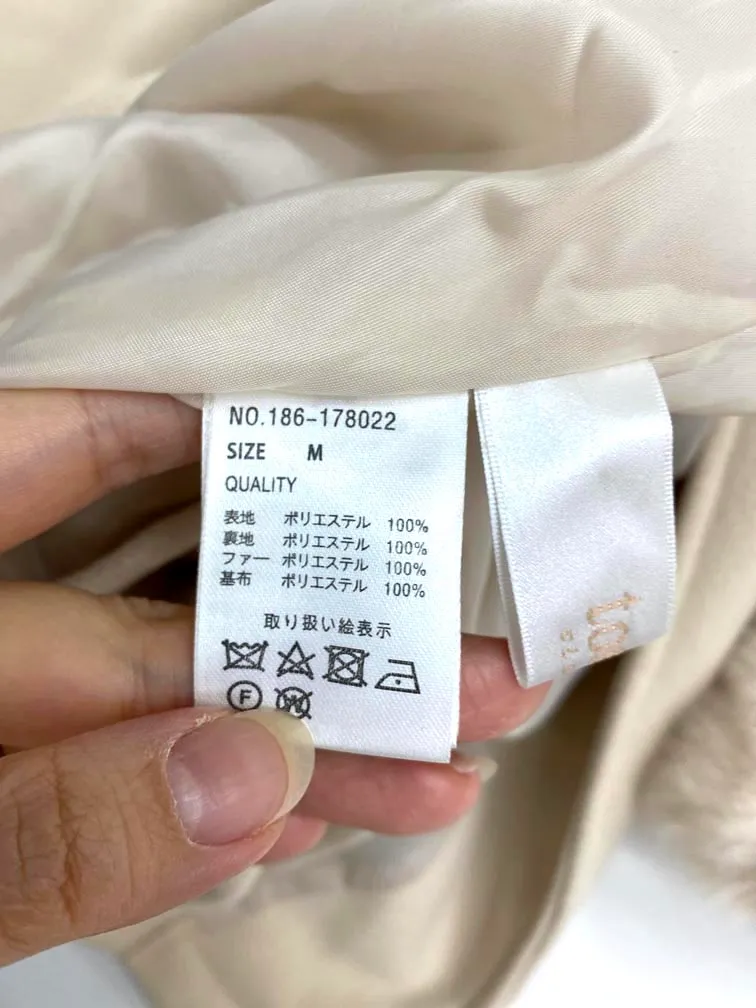 NO.186-178022
SIZE M
QUALITY
表地 ポリエステル 100%
裏地 ポリエステル 100%
ファー ポリエステル 100%
基布 ポリエステル 100%
取り扱い絵表示
F
W